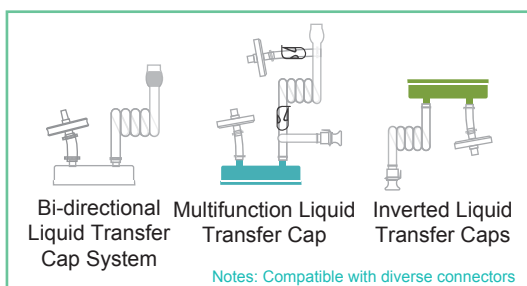 Bi-directional
Liquid Transfer
Cap System
Multifunction Liquid
Transfer Cap
Inverted Liquid
Transfer Caps
Notes: Compatible with diverse connectors